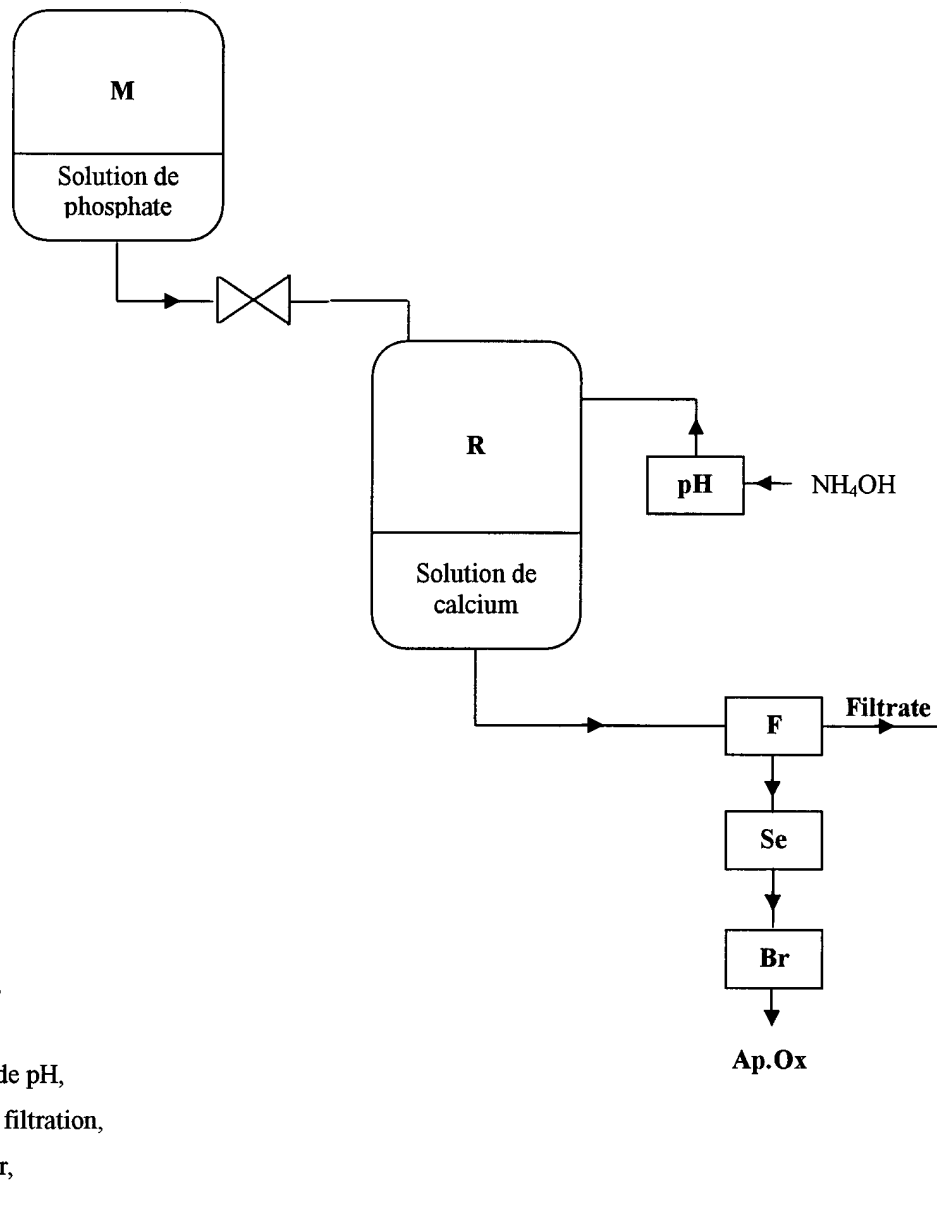 M
Solution de
phosphate
R
pH
NH₄OH
Solution de
calcium
F
Filtrate
Se
Br
Ap.Ox
de pH,
filtration,
r,